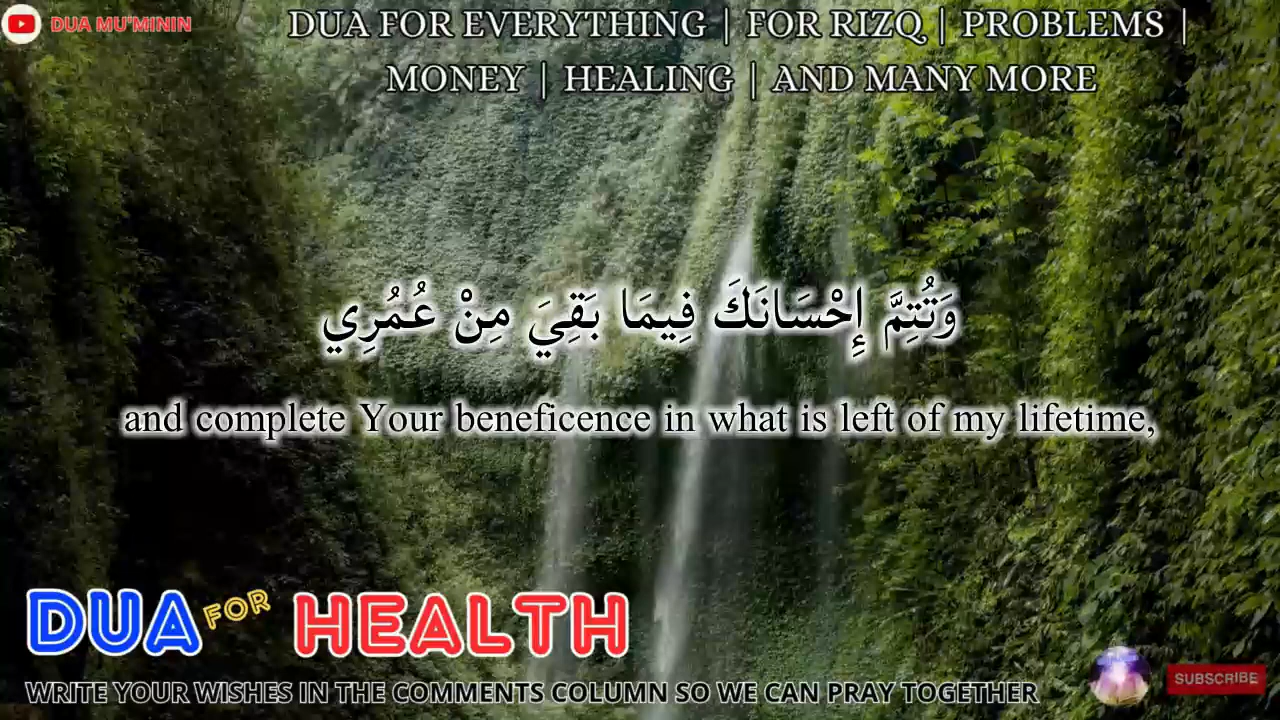 DUA MU'MININ
DUA FOR EVERYTHING | FOR RIZQ | PROBLEMS |
MONEY | HEALING | AND MANY MORE
وَتُتِمَّ إِحْسَانَكَ فِيمَا بَقِيَ مِنْ عُمُرِي
and complete Your beneficence in what is left of my lifetime,
DUA FOR HEALTH
WRITE YOUR WISHES IN THE COMMENTS COLUMN SO WE CAN PRAY TOGETHER
SUBSCRIBE